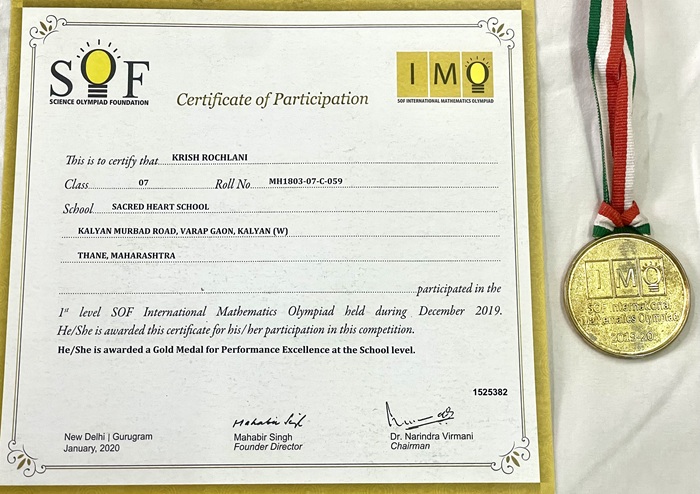 SOF
SCIENCE OLYMPIAD FOUNDATION
IMO
SOF INTERNATIONAL MATHEMATICS OLYMPIAD
Certificate of Participation
This is to certify that KRISH ROCHLANI
Class 07 Roll No. MH1803-07-C-059
School SACRED HEART SCHOOL
KALYAN MURBAD ROAD, VARAP GAON, KALYAN (W)
THANE, MAHARASHTRA
participated in the
1st level SOF International Mathematics Olympiad held during December 2019.
He/She is awarded this certificate for his/her participation in this competition.
He/She is awarded a Gold Medal for Performance Excellence at the School level.
1525382
Mahabir Singh
New Delhi | Gurugram
January, 2020
Mahabir Singh
Founder Director
Dr. Narindra Virmani
Chairman
IMO
SOF International
Mathematics Olympiad
2019-20